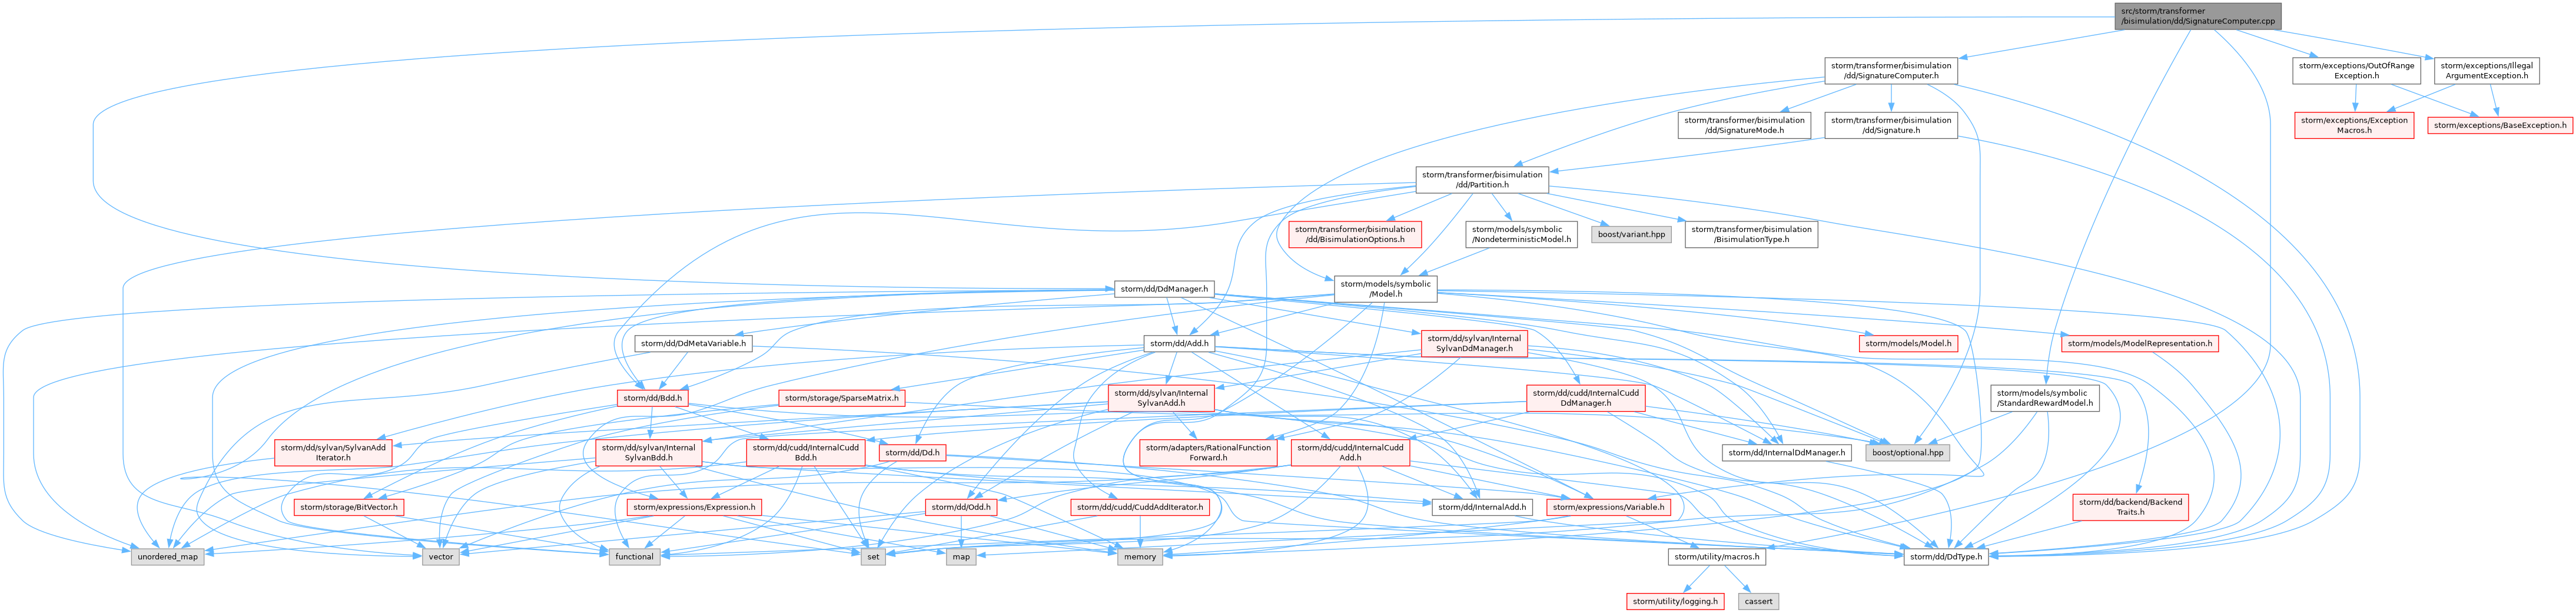 src/storm/transformer
/bisimulation/dd/SignatureComputer.cpp
storm/transformer/bisimulation
/dd/SignatureComputer.h
storm/exceptions/OutOfRange
Exception.h
storm/exceptions/Illegal
ArgumentException.h
storm/transformer/bisimulation
/dd/SignatureMode.h
storm/transformer/bisimulation
/dd/Signature.h
storm/exceptions/Exception
Macros.h
storm/exceptions/BaseException.h
storm/transformer/bisimulation
/dd/Partition.h
storm/transformer/bisimulation
/dd/BisimulationOptions.h
storm/models/symbolic
/NondeterministicModel.h
boost/variant.hpp
storm/transformer/bisimulation
/BisimulationType.h
storm/dd/DdManager.h
storm/models/symbolic
/Model.h
storm/dd/DdMetaVariable.h
storm/dd/Add.h
storm/dd/sylvan/Internal
SylvanDdManager.h
storm/models/Model.h
storm/models/ModelRepresentation.h
storm/dd/Bdd.h
storm/storage/SparseMatrix.h
storm/dd/sylvan/Internal
SylvanAdd.h
storm/dd/cudd/InternalCudd
DdManager.h
storm/models/symbolic
/StandardRewardModel.h
storm/dd/sylvan/SylvanAdd
Iterator.h
storm/dd/sylvan/Internal
SylvanBdd.h
storm/dd/cudd/InternalCudd
Bdd.h
storm/dd/Dd.h
storm/adapters/RationalFunction
Forward.h
storm/dd/cudd/InternalCudd
Add.h
storm/dd/InternalDdManager.h
boost/optional.hpp
storm/storage/BitVector.h
storm/expressions/Expression.h
storm/dd/Odd.h
storm/dd/cudd/CuddAddIterator.h
storm/dd/InternalAdd.h
storm/expressions/Variable.h
storm/dd/backend/Backend
Traits.h
unordered_map
vector
functional
set
map
memory
storm/utility/macros.h
storm/dd/DdType.h
storm/utility/logging.h
cassert